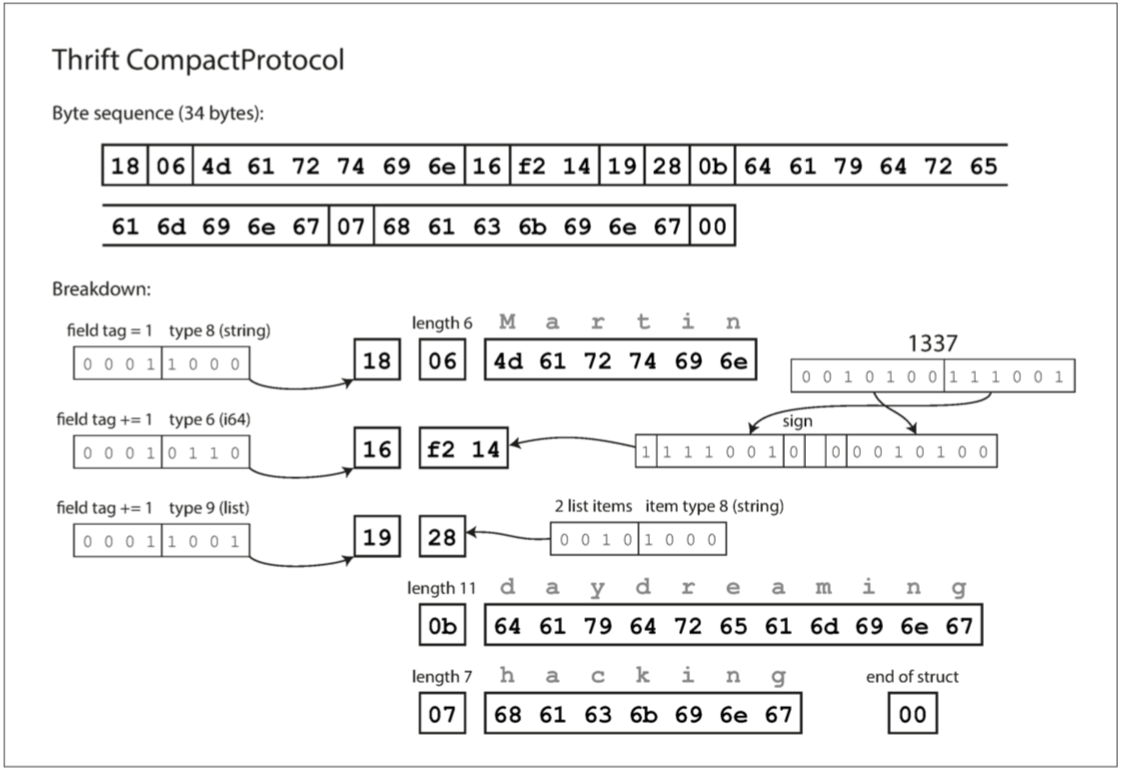 Thrift CompactProtocol
Byte sequence (34 bytes):
18 06 4d 61 72 74 69 6e 16 f2 14 19 28 0b 64 61 79 64 72 65
61 6d 69 6e 67 07 68 61 63 6b 69 6e 67 00
Breakdown:
field tag = 1 type 8 (string)
length 6 M a r t i n
0 0 0 1 1 0 0 0
18 06 4d 61 72 74 69 6e
1337
0 0 1 0 1 0 0 1 1 1 0 0 1
field tag += 1 type 6 (i64)
sign
0 0 0 1 0 1 1 0
16 f2 14
1 1 1 1 0 0 1 0 0 0 0 1 0 1 0 0
field tag += 1 type 9 (list)
2 list items item type 8 (string)
0 0 0 1 1 0 0 1
19 28
0 0 1 0 1 0 0 0
length 11 d a y d r e a m i n g
0b 64 61 79 64 72 65 61 6d 69 6e 67
length 7 h a c k i n g
end of struct
07 68 61 63 6b 69 6e 67
00